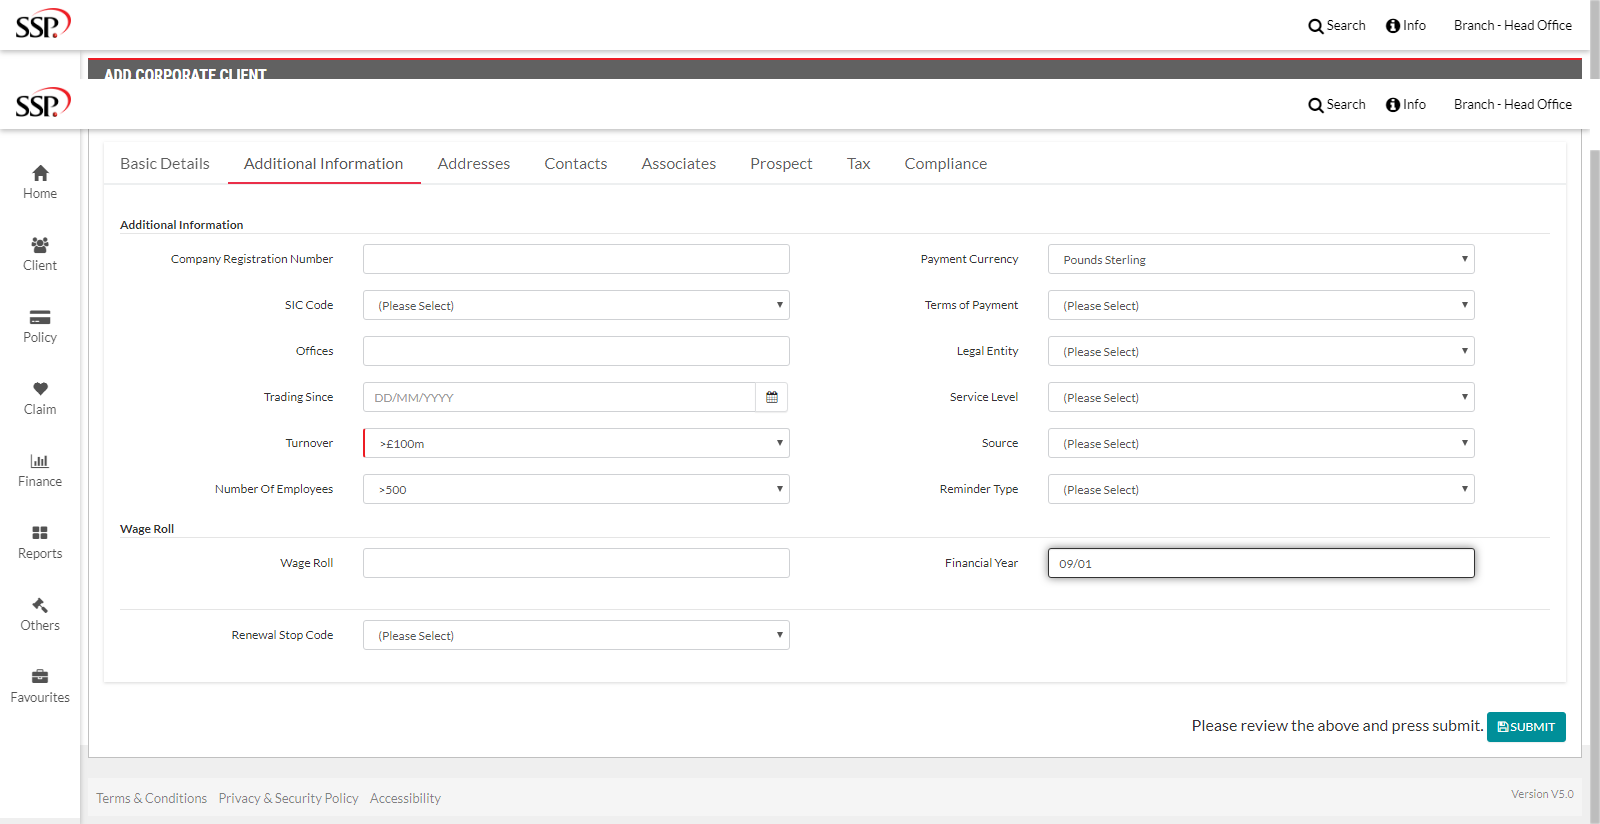 SSP.
Search Info Branch - Head Office
ADD CORPORATE CLIENT
SSP.
Search Info Branch - Head Office
Basic Details Additional Information Addresses Contacts Associates Prospect Tax Compliance
Home
Client
Policy
Claim
Finance
Reports
Others
Favourites
Additional Information
Company Registration Number
Payment Currency Pounds Sterling
SIC Code (Please Select)
Terms of Payment (Please Select)
Offices
Legal Entity (Please Select)
Trading Since DD/MM/YYYY
Service Level (Please Select)
Turnover >£100m
Source (Please Select)
Number Of Employees >500
Reminder Type (Please Select)
Wage Roll
Wage Roll
Financial Year 09/01
Renewal Stop Code (Please Select)
Please review the above and press submit. SUBMIT
Terms & Conditions Privacy & Security Policy Accessibility
Version V5.0